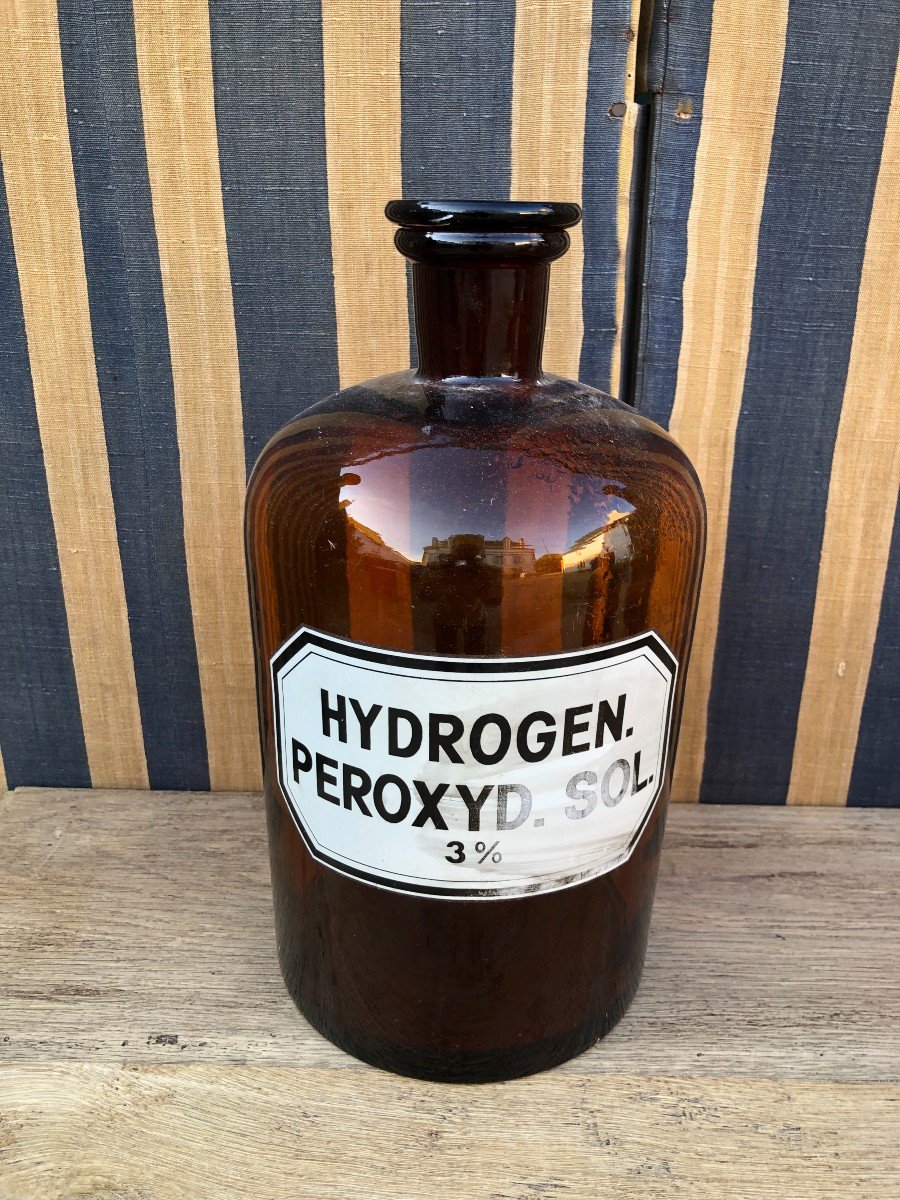 HYDROGEN.
PEROXYD. SOL.
3%